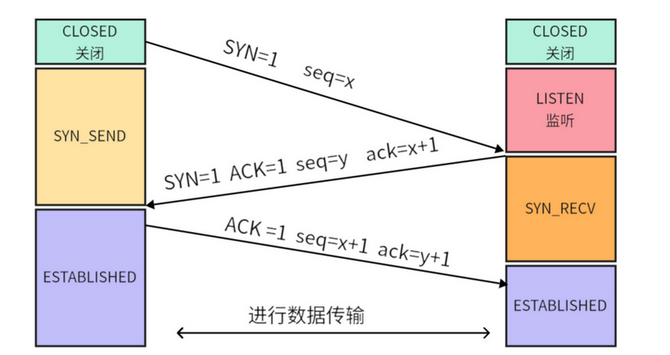 CLOSED
关闭
CLOSED
关闭
SYN=1 seq=x
LISTEN
监听
SYN_SEND
SYN=1 ACK=1 seq=y ack=x+1
SYN_RECV
ACK =1 seq=x+1 ack=y+1
ESTABLISHED
ESTABLISHED
进行数据传输